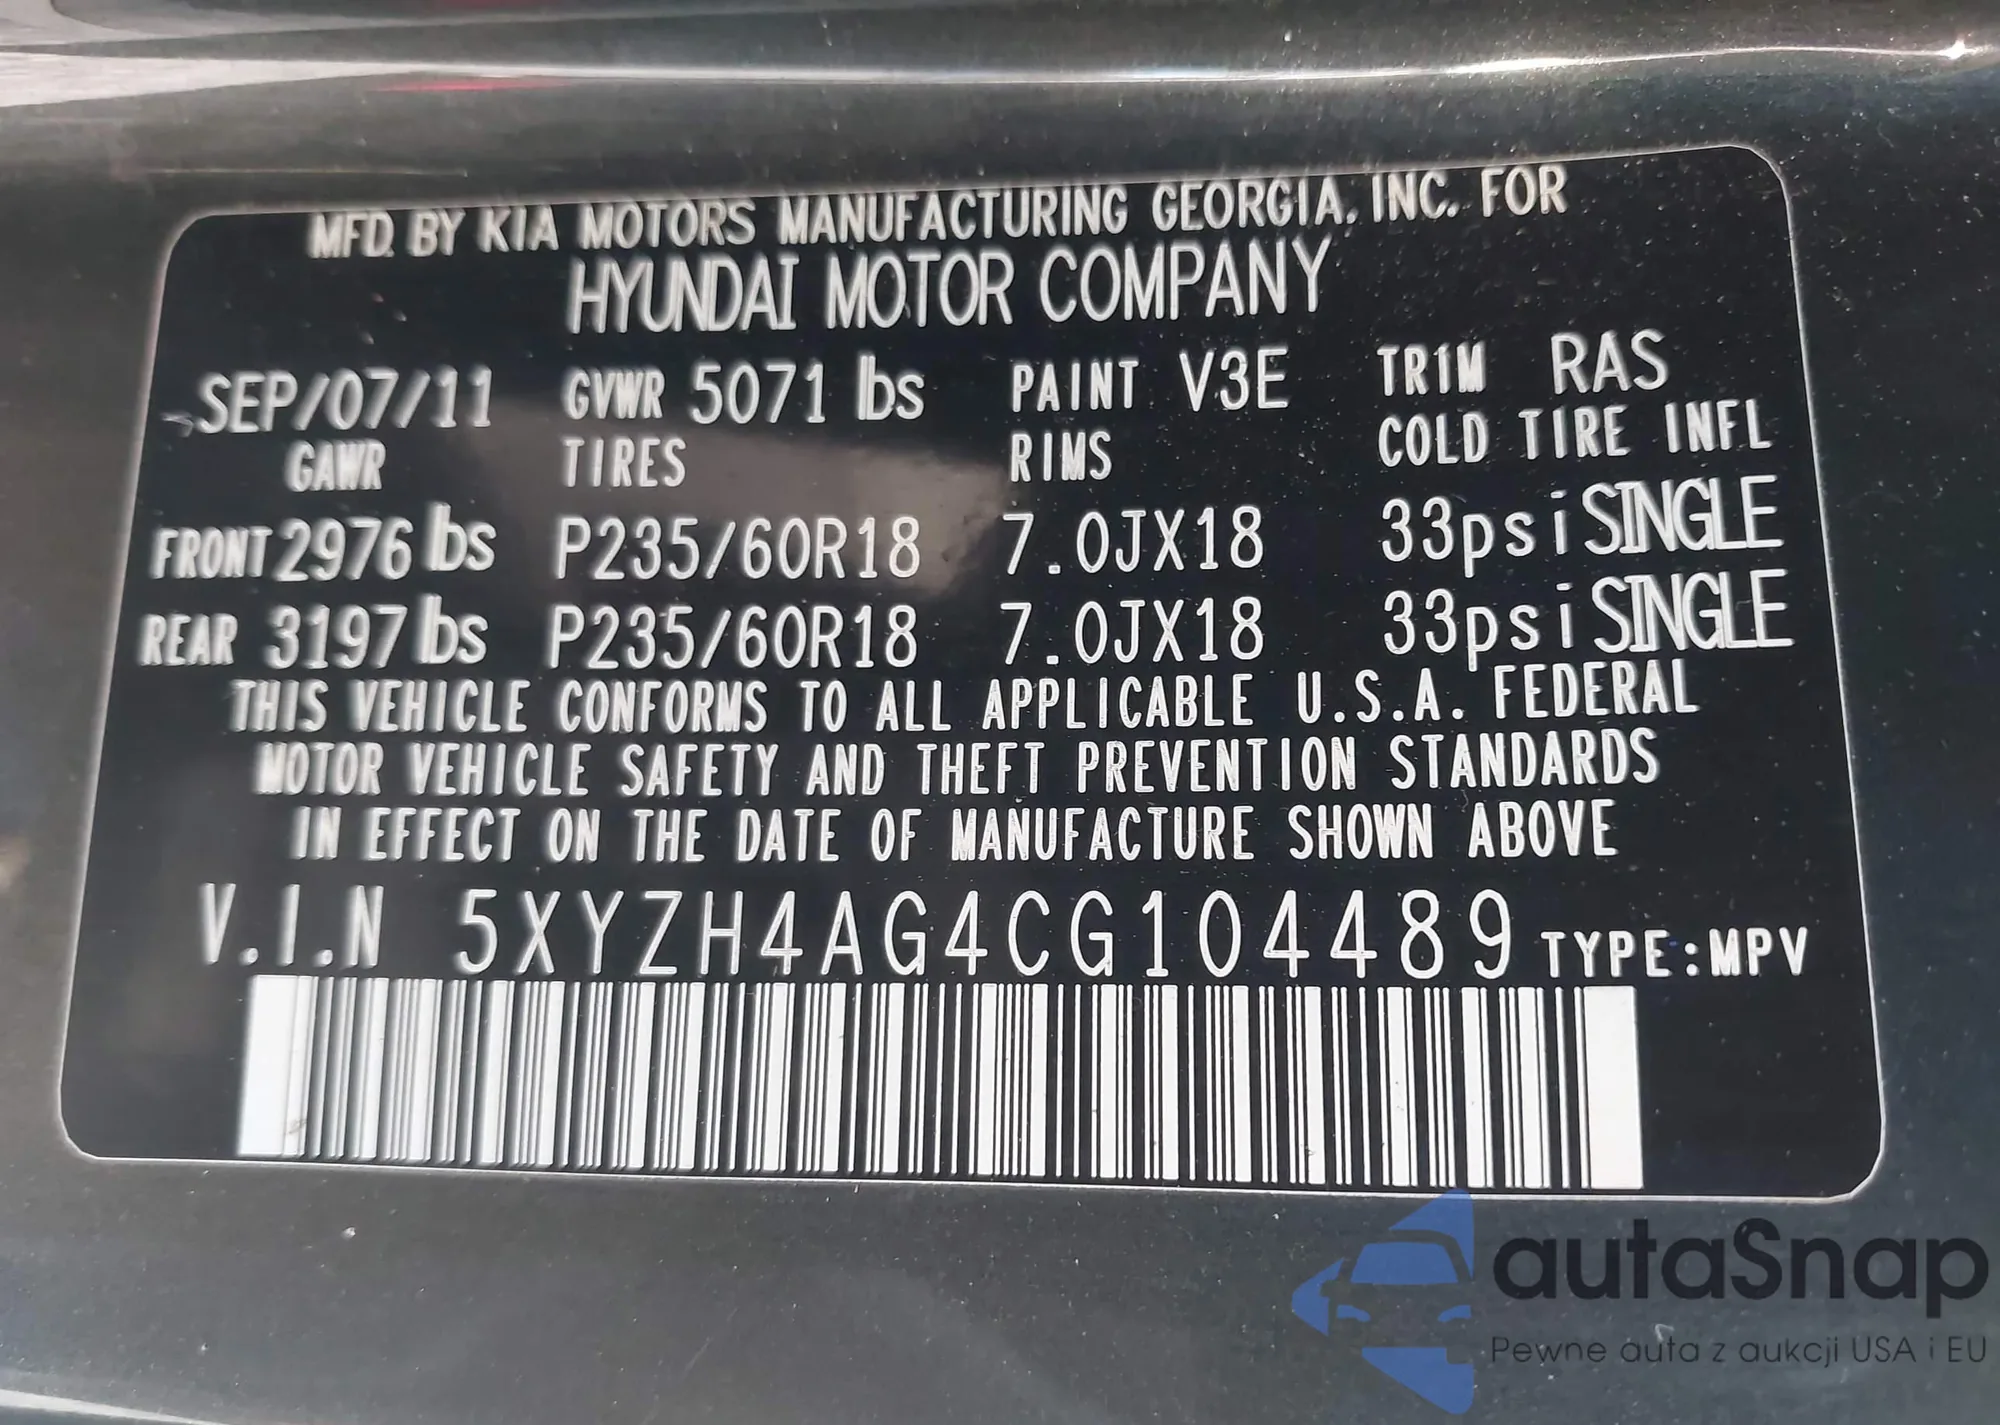 MFD. BY KIA MOTORS MANUFACTURING GEORGIA, INC. FOR
HYUNDAI MOTOR COMPANY
SEP/07/11 GVWR 5071 lbs PAINT V3E TR1M RAS
GAWR TIRES RIMS COLD TIRE INFL
FRONT 2976 lbs P235/60R18 7.0JX18 33psi SINGLE
REAR 3197 lbs P235/60R18 7.0JX18 33psi SINGLE
THIS VEHICLE CONFORMS TO ALL APPLICABLE U.S.A. FEDERAL
MOTOR VEHICLE SAFETY AND THEFT PREVENTION STANDARDS
IN EFFECT ON THE DATE OF MANUFACTURE SHOWN ABOVE
V.I.N 5XYZH4AG4CG104489 TYPE:MPV
autaSnap
Pewne auta z aukcji USA i EU